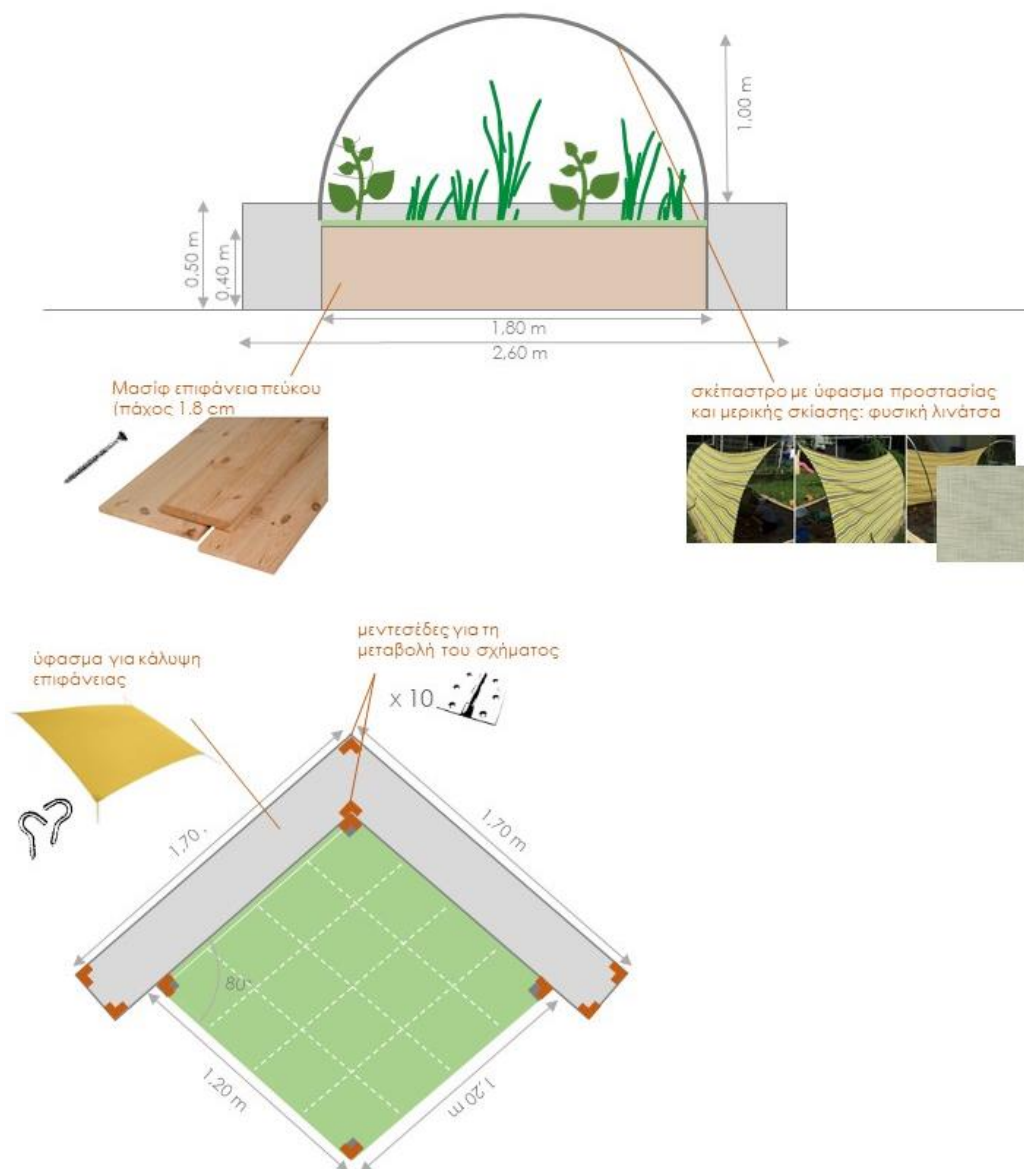 1,00 m
0,50 m
0,40 m
1,80 m
2,60 m
Μασίφ επιφάνεια πεύκου
(πάχος 1.8 cm
σκέπαστρο με ύφασμα προστασίας
και μερικής σκίασης: φυσική λινάτσα
μεντεσέδες για τη
μεταβολή του σχήματος
x 10
ύφασμα για κάλυψη
επιφάνειας
1,70
1,70 m
80
1,20 m
1,20 m